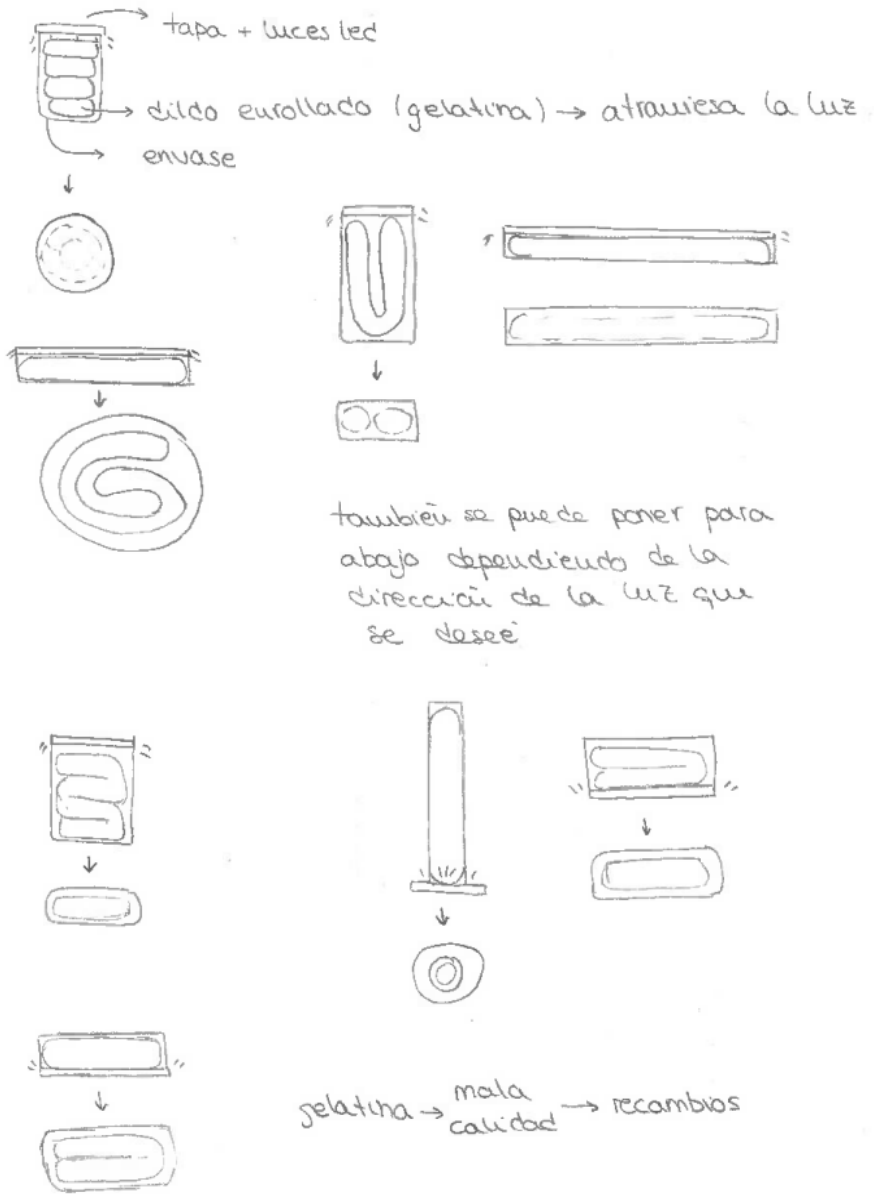 tapa + luces led
dildo enrollado (gelatina) → atraviesa la luz
envase
también se puede poner para
abajo dependiendo de la
dirección de la luz que
se deseé
gelatina → mala calidad → recambios